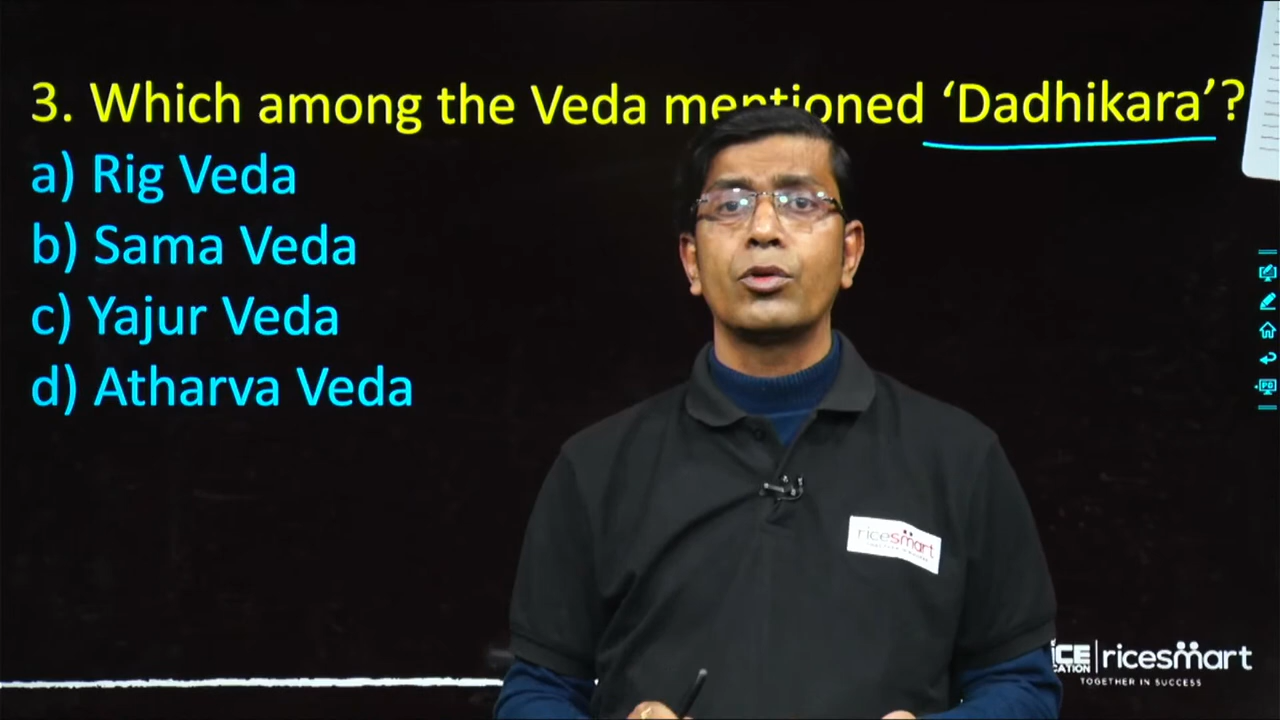 3. Which among the Veda mentioned ‘Dadhikara’?
a) Rig Veda
b) Sama Veda
c) Yajur Veda
d) Atharva Veda
ricesmart
ricesmart
TOGETHER IN SUCCESS